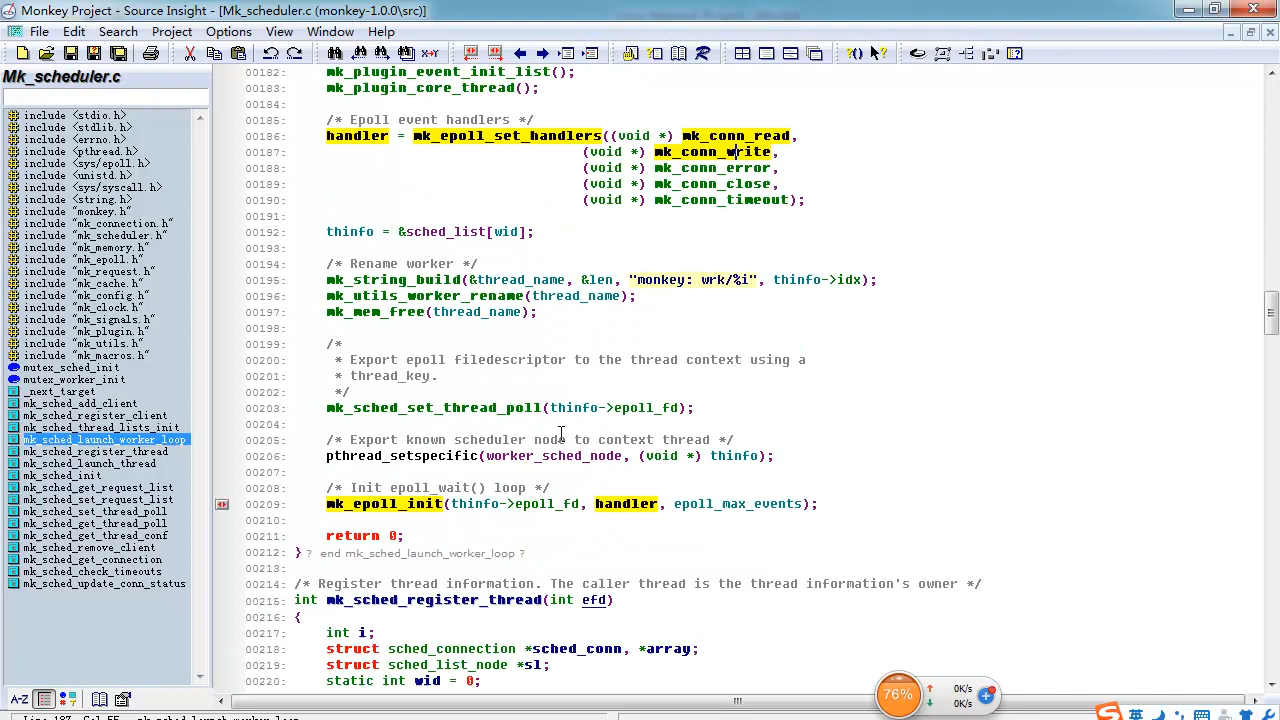 Monkey Project - Source Insight - [Mk_scheduler.c (monkey-1.0.0\src)]
File Edit Search Project Options View Window Help
Mk_scheduler.c
include <stdio.h>
include <stdlib.h>
include <errno.h>
include <pthread.h>
include <sys/epoll.h>
include <unistd.h>
include <sys/syscall.h>
include <string.h>
include "monkey.h"
include "mk_connection.h"
include "mk_scheduler.h"
include "mk_memory.h"
include "mk_epoll.h"
include "mk_request.h"
include "mk_cache.h"
include "mk_config.h"
include "mk_clock.h"
include "mk_signals.h"
include "mk_plugin.h"
include "mk_utils.h"
include "mk_macros.h"
mutex_sched_init
mutex_worker_init
_next_target
mk_sched_add_client
mk_sched_register_client
mk_sched_thread_lists_init
mk_sched_launch_worker_loop
mk_sched_register_thread
mk_sched_launch_thread
mk_sched_init
mk_sched_get_request_list
mk_sched_set_request_list
mk_sched_set_thread_poll
mk_sched_get_thread_poll
mk_sched_get_thread_conf
mk_sched_remove_client
mk_sched_get_connection
mk_sched_check_timeouts
mk_sched_update_conn_status
A-Z
00182: mk_plugin_event_init_list();
00183: mk_plugin_core_thread();
00184:
00185: /* Epoll event handlers */
00186: handler = mk_epoll_set_handlers((void *) mk_conn_read,
00187: (void *) mk_conn_write,
00188: (void *) mk_conn_error,
00189: (void *) mk_conn_close,
00190: (void *) mk_conn_timeout);
00191:
00192: thinfo = &sched_list[wid];
00193:
00194: /* Rename worker */
00195: mk_string_build(&thread_name, &len, "monkey: wrk/%i", thinfo->idx);
00196: mk_utils_worker_rename(thread_name);
00197: mk_mem_free(thread_name);
00198:
00199: /*
00200: * Export epoll filedescriptor to the thread context using a
00201: * thread_key.
00202: */
00203: mk_sched_set_thread_poll(thinfo->epoll_fd);
00204:
00205: /* Export known scheduler node to context thread */
00206: pthread_setspecific(worker_sched_node, (void *) thinfo);
00207:
00208: /* Init epoll_wait() loop */
00209: mk_epoll_init(thinfo->epoll_fd, handler, epoll_max_events);
00210:
00211: return 0;
00212: } ? end mk_sched_launch_worker_loop ?
00213:
00214: /* Register thread information. The caller thread is the thread information's owner */
00215: int mk_sched_register_thread(int efd)
00216: {
00217: int i;
00218: struct sched_connection *sched_conn, *array;
00219: struct sched_list_node *sl;
00220: static int wid = 0;
76%
0K/s
0K/s
英